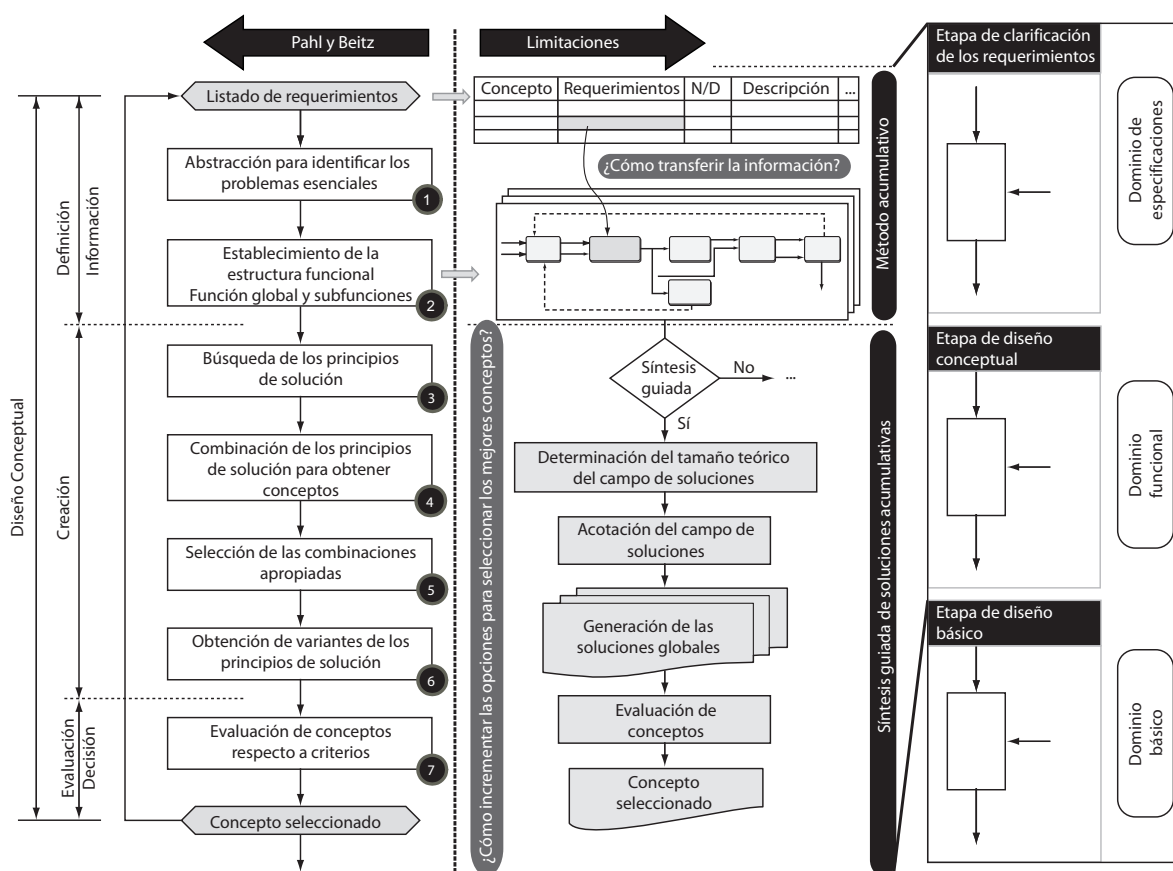 Pahl y Beitz
Limitaciones
Listado de requerimientos
Abstracción para identificar los
problemas esenciales
1
Establecimiento de la
estructura funcional
Función global y subfunciones
2
Búsqueda de los principios
de solución
3
Combinación de los principios
de solución para obtener
conceptos
4
Selección de las combinaciones
apropiadas
5
Obtención de variantes de los
principios de solución
6
Evaluación de conceptos
respecto a criterios
7
Concepto seleccionado
Diseño Conceptual
Definición
Información
Creación
Evaluación
Decisión
Concepto Requerimientos N/D Descripción ...
¿Cómo transferir la información?
Método acumulativo
¿Cómo incrementar las opciones para seleccionar los mejores conceptos?
Síntesis
guiada
No
...
Sí
Determinación del tamaño teórico
del campo de soluciones
Acotación del campo de
soluciones
Generación de las
soluciones globales
Evaluación de
conceptos
Concepto
seleccionado
Síntesis guiada de soluciones acumulativas
Etapa de clarificación
de los requerimientos
Dominio de
especificaciones
Etapa de diseño
conceptual
Dominio
funcional
Etapa de diseño
básico
Dominio
básico